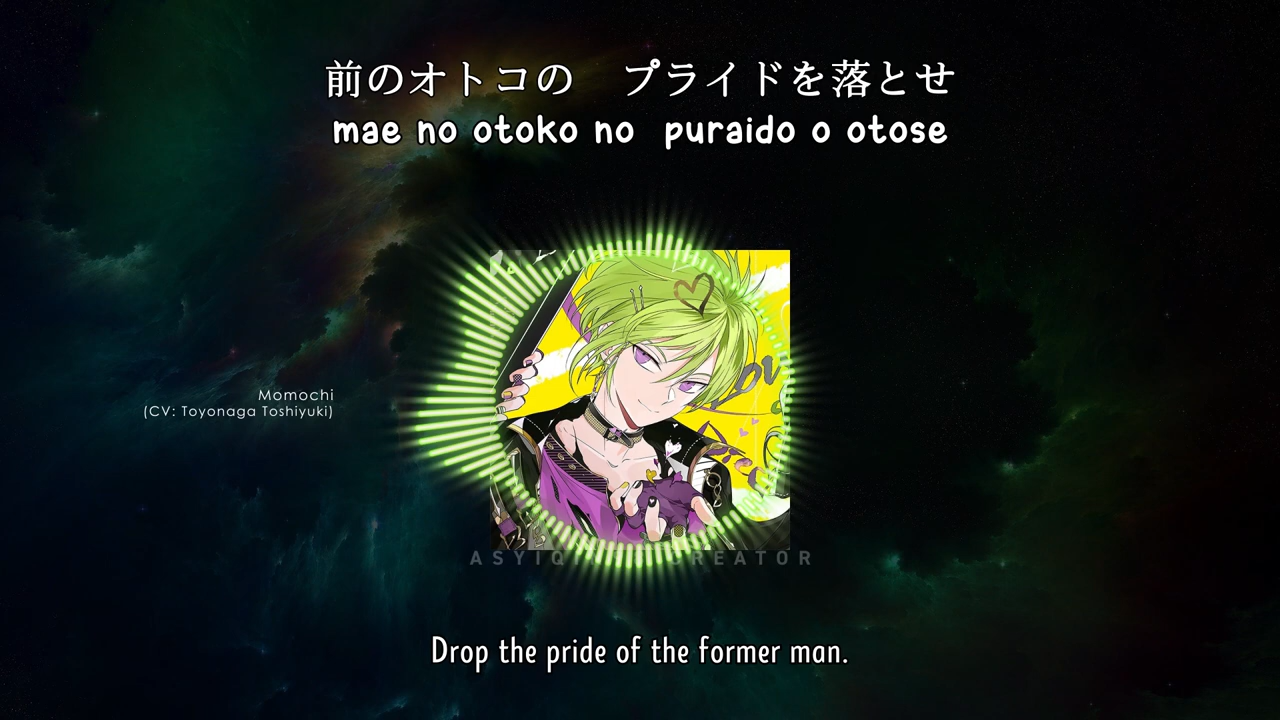 前のオトコの　プライドを落とせ
mae no otoko no puraido o otose
Momochi
(CV: Toyonaga Toshiyuki)
Drop the pride of the former man.